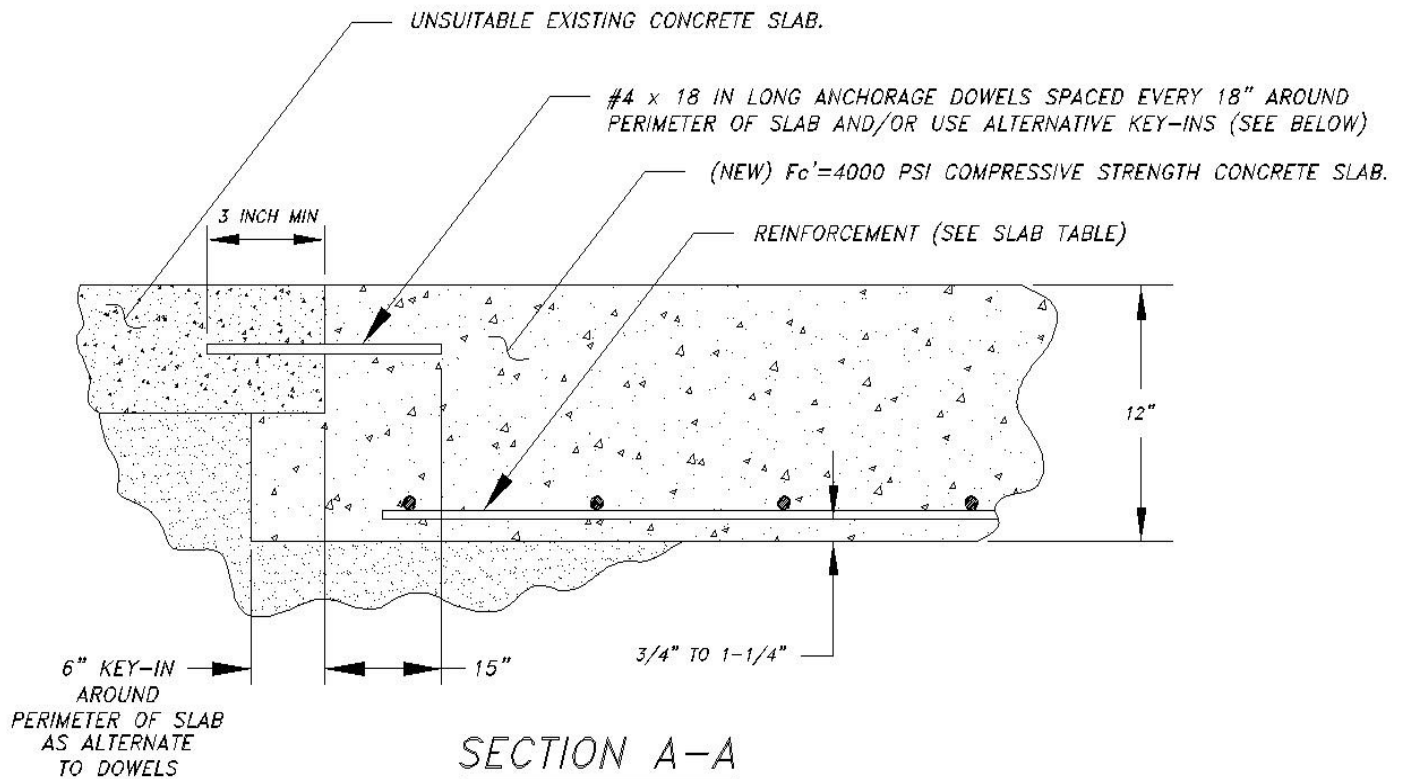 UNSUITABLE EXISTING CONCRETE SLAB.
#4 x 18 IN LONG ANCHORAGE DOWELS SPACED EVERY 18" AROUND
PERIMETER OF SLAB AND/OR USE ALTERNATIVE KEY-INS (SEE BELOW)
(NEW) Fc'=4000 PSI COMPRESSIVE STRENGTH CONCRETE SLAB.
3 INCH MIN
REINFORCEMENT (SEE SLAB TABLE)
12"
6" KEY-IN
AROUND
PERIMETER OF SLAB
AS ALTERNATE
TO DOWELS
15"
3/4" TO 1-1/4"
SECTION A-A